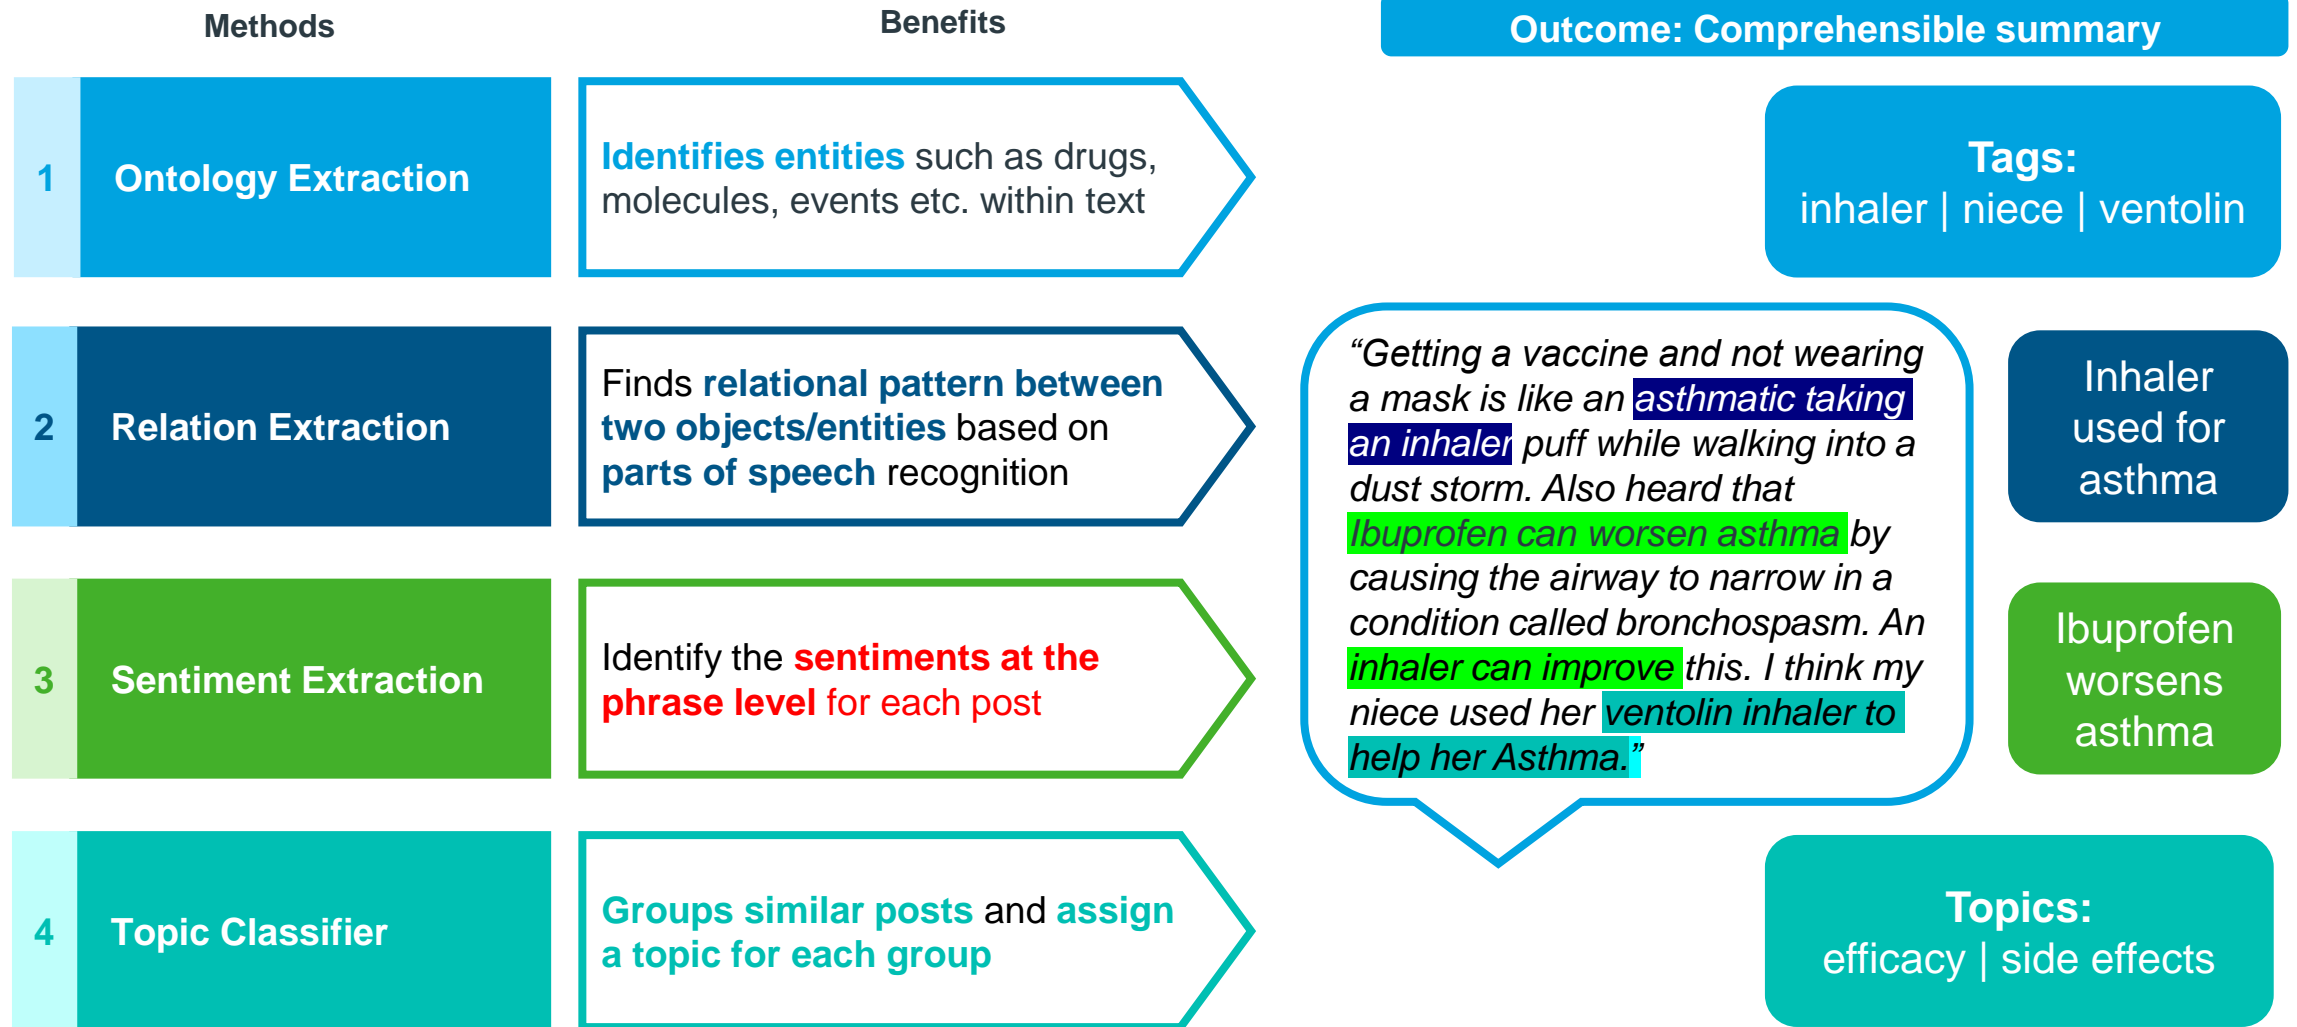 Methods
Benefits
Outcome: Comprehensible summary
1
Ontology Extraction
Identifies entities such as drugs,
molecules, events etc. within text
Tags:
inhaler | niece | ventolin
2
Relation Extraction
Finds relational pattern between
two objects/entities based on
parts of speech recognition
“Getting a vaccine and not wearing
a mask is like an asthmatic taking
an inhaler puff while walking into a
dust storm. Also heard that
Ibuprofen can worsen asthma by
causing the airway to narrow in a
condition called bronchospasm. An
inhaler can improve this. I think my
niece used her ventolin inhaler to
help her Asthma.”
Inhaler
used for
asthma
3
Sentiment Extraction
Identify the sentiments at the
phrase level for each post
Ibuprofen
worsens
asthma
4
Topic Classifier
Groups similar posts and assign
a topic for each group
Topics:
efficacy | side effects